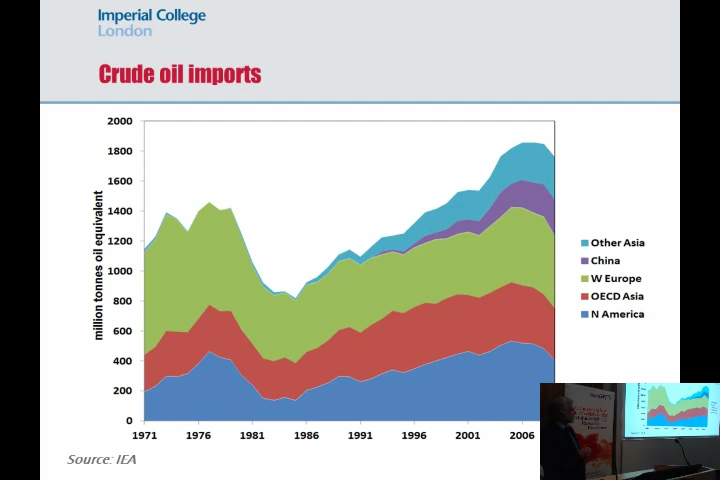 Imperial College
London
Crude oil imports
2000
1800
1600
1400
1200
1000
800
600
400
200
0
million tonnes oil equivalent
1971
1976
1981
1986
1991
1996
2001
2006
Other Asia
China
W Europe
OECD Asia
N America
Source: IEA